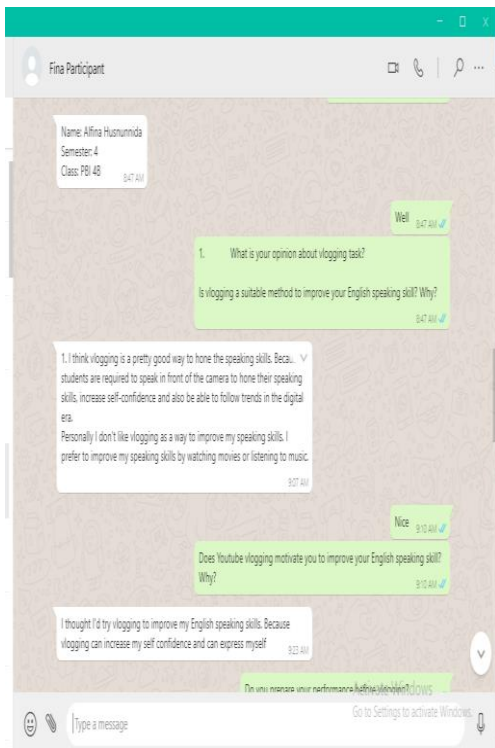 Fina Participant
Name: Alfina Husnunnida
Semester: 4
Class: PBI 4B
8:47 AM
Well
8:47 AM
1. What is your opinion about vlogging task?
Is vlogging a suitable method to improve your English speaking skill? Why?
8:47 AM
1. I think vlogging is a pretty good way to hone the speaking skills. Becau..
students are required to speak in front of the camera to hone their speaking
skills, increase self-confidence and also be able to follow trends in the digital
era.
Personally I don't like vlogging as a way to improve my speaking skills. I
prefer to improve my speaking skills by watching movies or listening to music.
9:07 AM
Nice
9:10 AM
Does Youtube vlogging motivate you to improve your English speaking skill?
Why?
9:10 AM
I thought I'd try vlogging to improve my English speaking skills. Because
vlogging can increase my self confidence and can express myself
9:23 AM
Do you prepare your performance before vlogging?
Activate Windows
Go to Settings to activate Windows.
Type a message